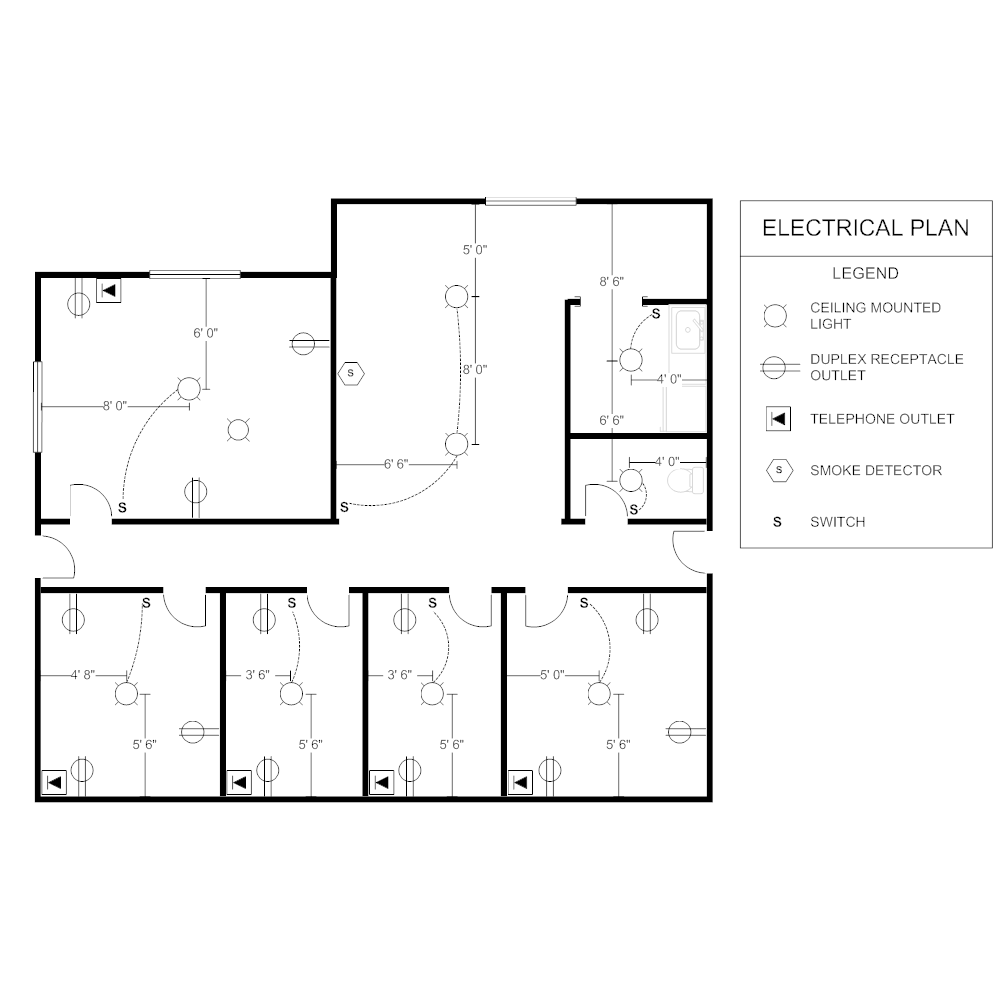 ELECTRICAL PLAN
LEGEND
CEILING MOUNTED
LIGHT
DUPLEX RECEPTACLE
OUTLET
TELEPHONE OUTLET
S
SMOKE DETECTOR
S
SWITCH
5' 0"
8' 6"
S
6' 0"
8' 0"
S
4' 0"
8' 0"
6' 6"
6' 6"
4' 0"
S
S
S
S
S
S
S
4' 8"
3' 6"
3' 6"
5' 0"
5' 6"
5' 6"
5' 6"
5' 6"